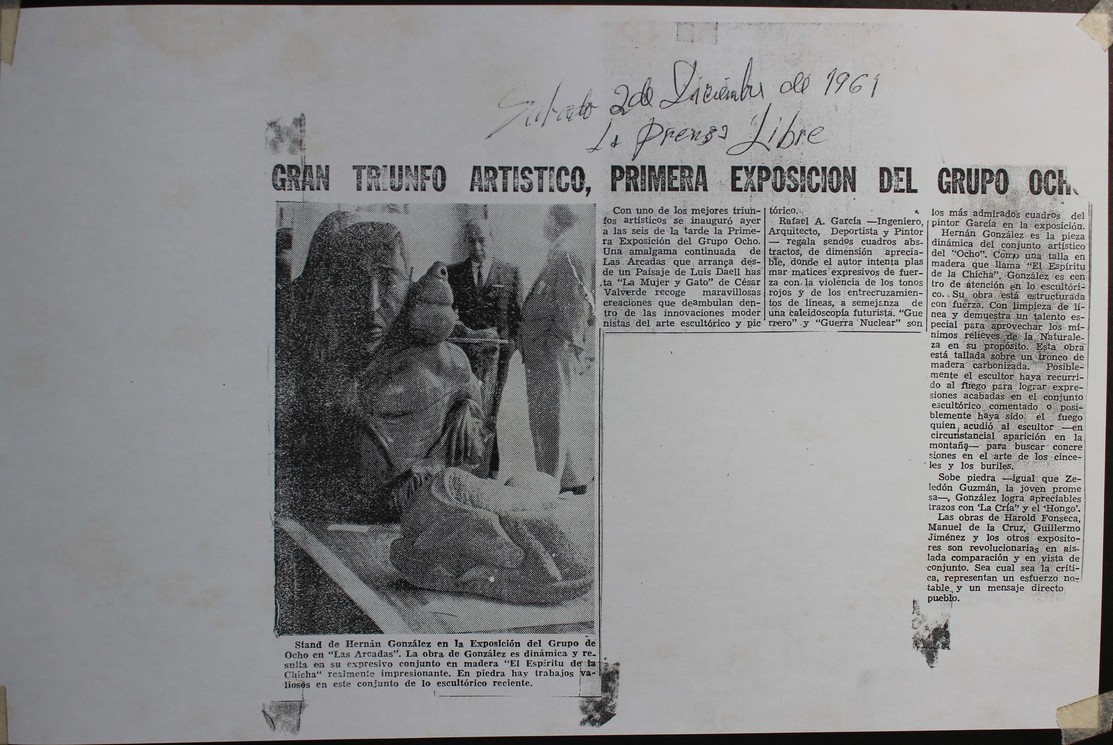 Sabado 2 de Diciembre de 1961
La Prensa Libre
GRAN TRIUNFO ARTISTICO, PRIMERA EXPOSICION DEL GRUPO OCH
Con uno de los mejores triun-
fos artísticos se inauguró ayer
a las seis de la tarde la Prime-
ra Exposición del Grupo Ocho.
Una amalgama continuada de
Las Arcadas que arranca des-
de un Paisaje de Luis Daell has
ta "La Mujer y Gato" de César
Valverde recoge maravillosas
creaciones que deambulan den-
tro de las innovaciones moder
nistas del arte escultórico y pic
tórico.
Rafael A. García —Ingeniero,
Arquitecto, Deportista y Pintor
— regala sendos cuadros abs-
tractos, de dimensión aprecia-
ble, donde el autor intenta plas
mar matices expresivos de fuer-
za con la violencia de los tonos
rojos y de los entrecruzamien-
tos de líneas, a semejanza de
una caleidoscopía futurista. "Gue
rrero" y "Guerra Nuclear" son
los más admirados cuadros del
pintor García en la exposición.
Hernán González es la pieza
dinámica del conjunto artístico
del "Ocho". Como una talla en
madera que llama "El Espíritu
de la Chicha". González es cen
tro de atención en lo escultóri-
co. Su obra está estructurada
con fuerza. Con limpieza de lí-
nea y demuestra un talento es-
pecial para aprovechar los mí-
nimos relieves de la Naturale-
za en su propósito. Esta obra
está tallada sobre un tronco de
madera carbonizada. Posible-
mente el escultor haya recurri-
do al fuego para lograr expre-
siones acabadas en el conjunto
escultórico comentado o posi-
blemente haya sido el fuego
quien acudió al escultor —en
circunstancial aparición en la
montaña— para buscar concre
siones en el arte de los cince-
les y los buriles.
Sobe piedra —igual que Ze-
ledón Guzmán, la joven prome
sa—, González logra apreciables
trazos con 'La Cría' y el 'Hongo'.
Las obras de Harold Fonseca,
Manuel de la Cruz, Guillermo
Jiménez y los otros exposito-
res son revolucionarias en ais-
lada comparación y en vista de
conjunto. Sea cual sea la críti-
ca, representan un esfuerzo no-
table y un mensaje directo
pueblo.
Stand de Hernán González en la Exposición del Grupo de
Ocho en "Las Arcadas". La obra de González es dinámica y re-
sulta en su expresivo conjunto en madera "El Espíritu de la
Chicha" realmente impresionante. En piedra hay trabajos va-
liosos en este conjunto de lo escultórico reciente.